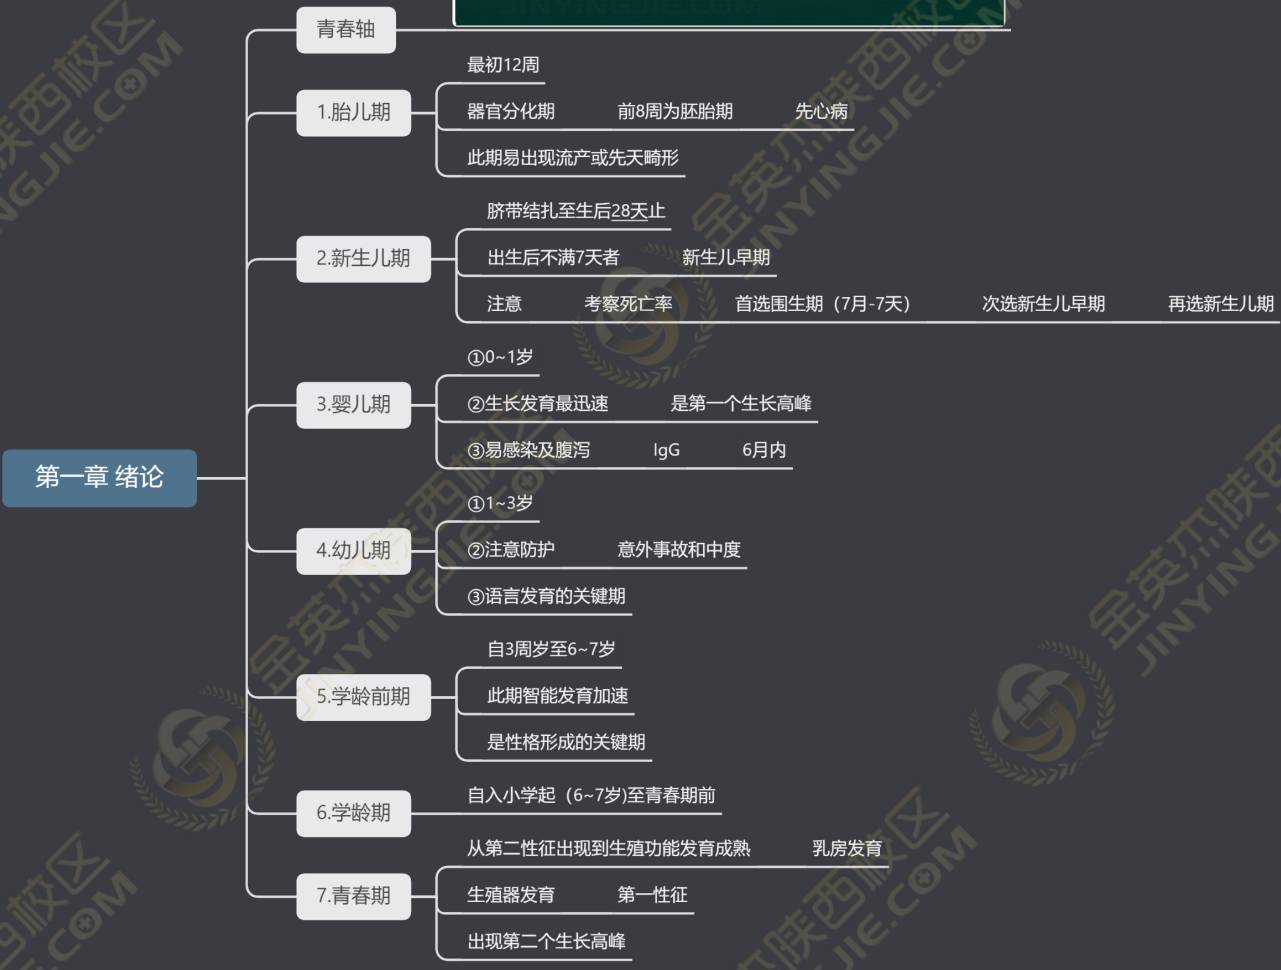 青春轴
1.胎儿期
最初12周
器官分化期 前8周为胚胎期 先心病
此期易出现流产或先天畸形
2.新生儿期
脐带结扎至生后28天止
出生后不满7天者 新生儿早期
注意 考察死亡率 首选围生期（7月-7天） 次选新生儿早期 再选新生儿期
3.婴儿期
①0~1岁
②生长发育最迅速 是第一个生长高峰
③易感染及腹泻 IgG 6月内
第一章 绪论
4.幼儿期
①1~3岁
②注意防护 意外事故和中度
③语言发育的关键期
5.学龄前期
自3周岁至6~7岁
此期智能发育加速
是性格形成的关键期
6.学龄期
自入小学起（6~7岁)至青春期前
7.青春期
从第二性征出现到生殖功能发育成熟 乳房发育
生殖器发育 第一性征
出现第二个生长高峰
金英杰陕西校区
JINYINGJIE.COM